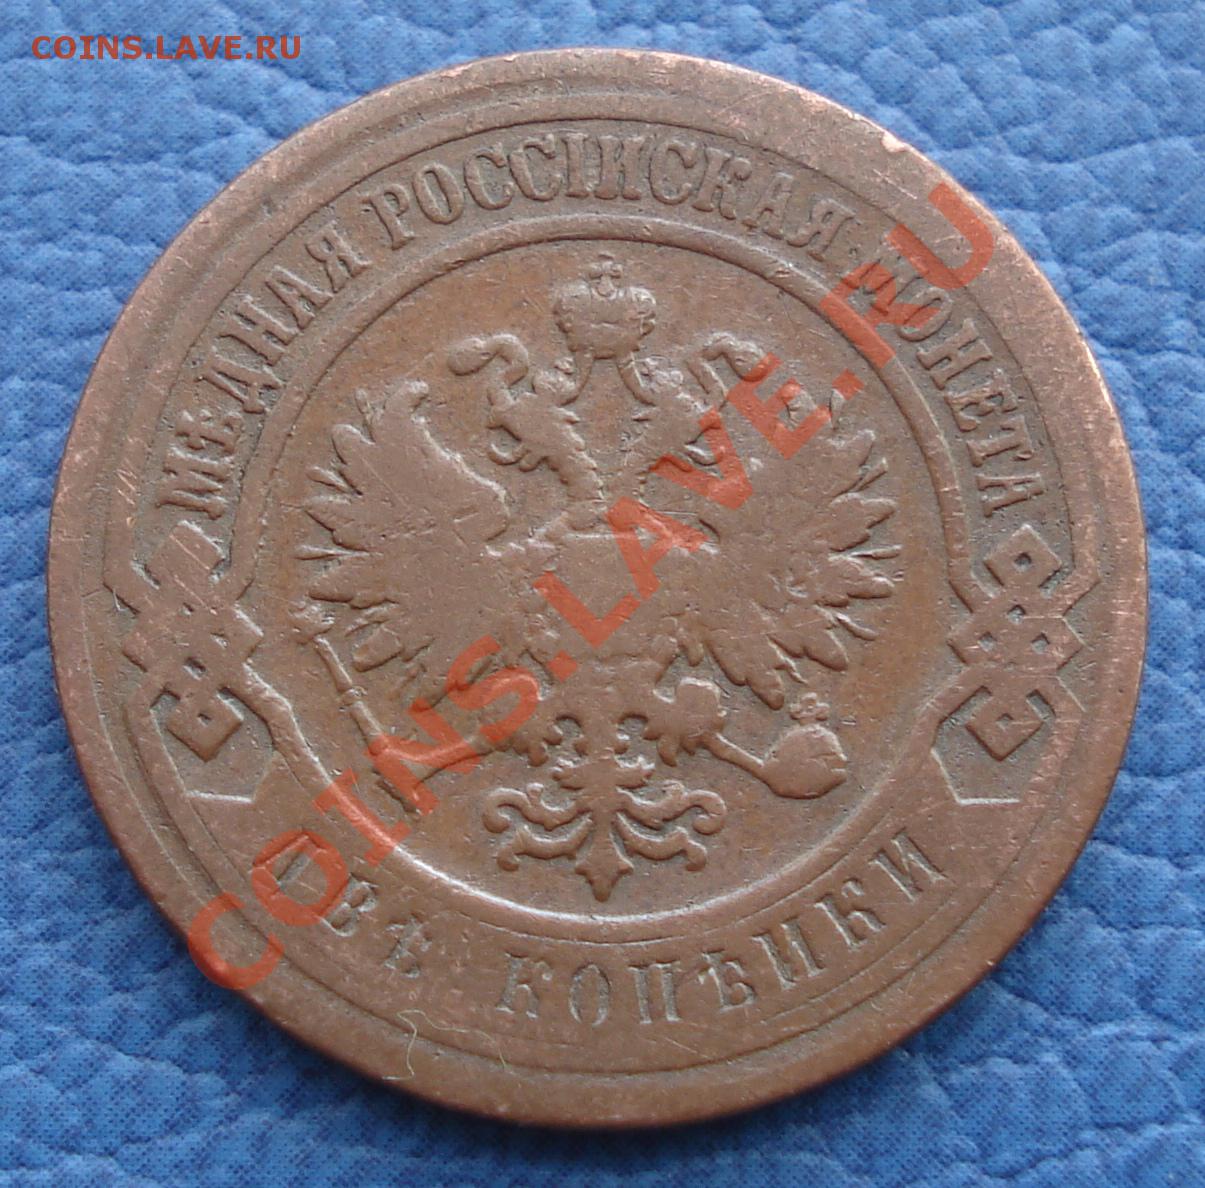 COINS.LAVE.RU
МѢДНАЯ РОССІЙСКАЯ МОНЕТА
ДВѢ КОПѢЙКИ
COINS.LAVE.RU